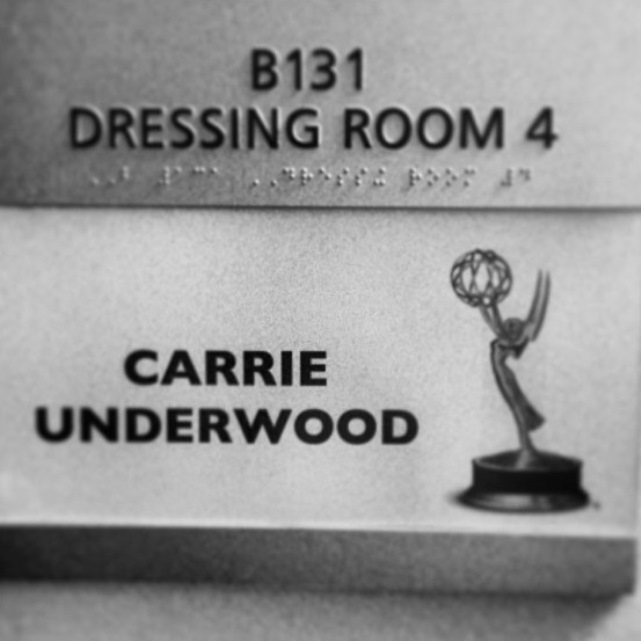 B131
DRESSING ROOM 4
CARRIE
UNDERWOOD